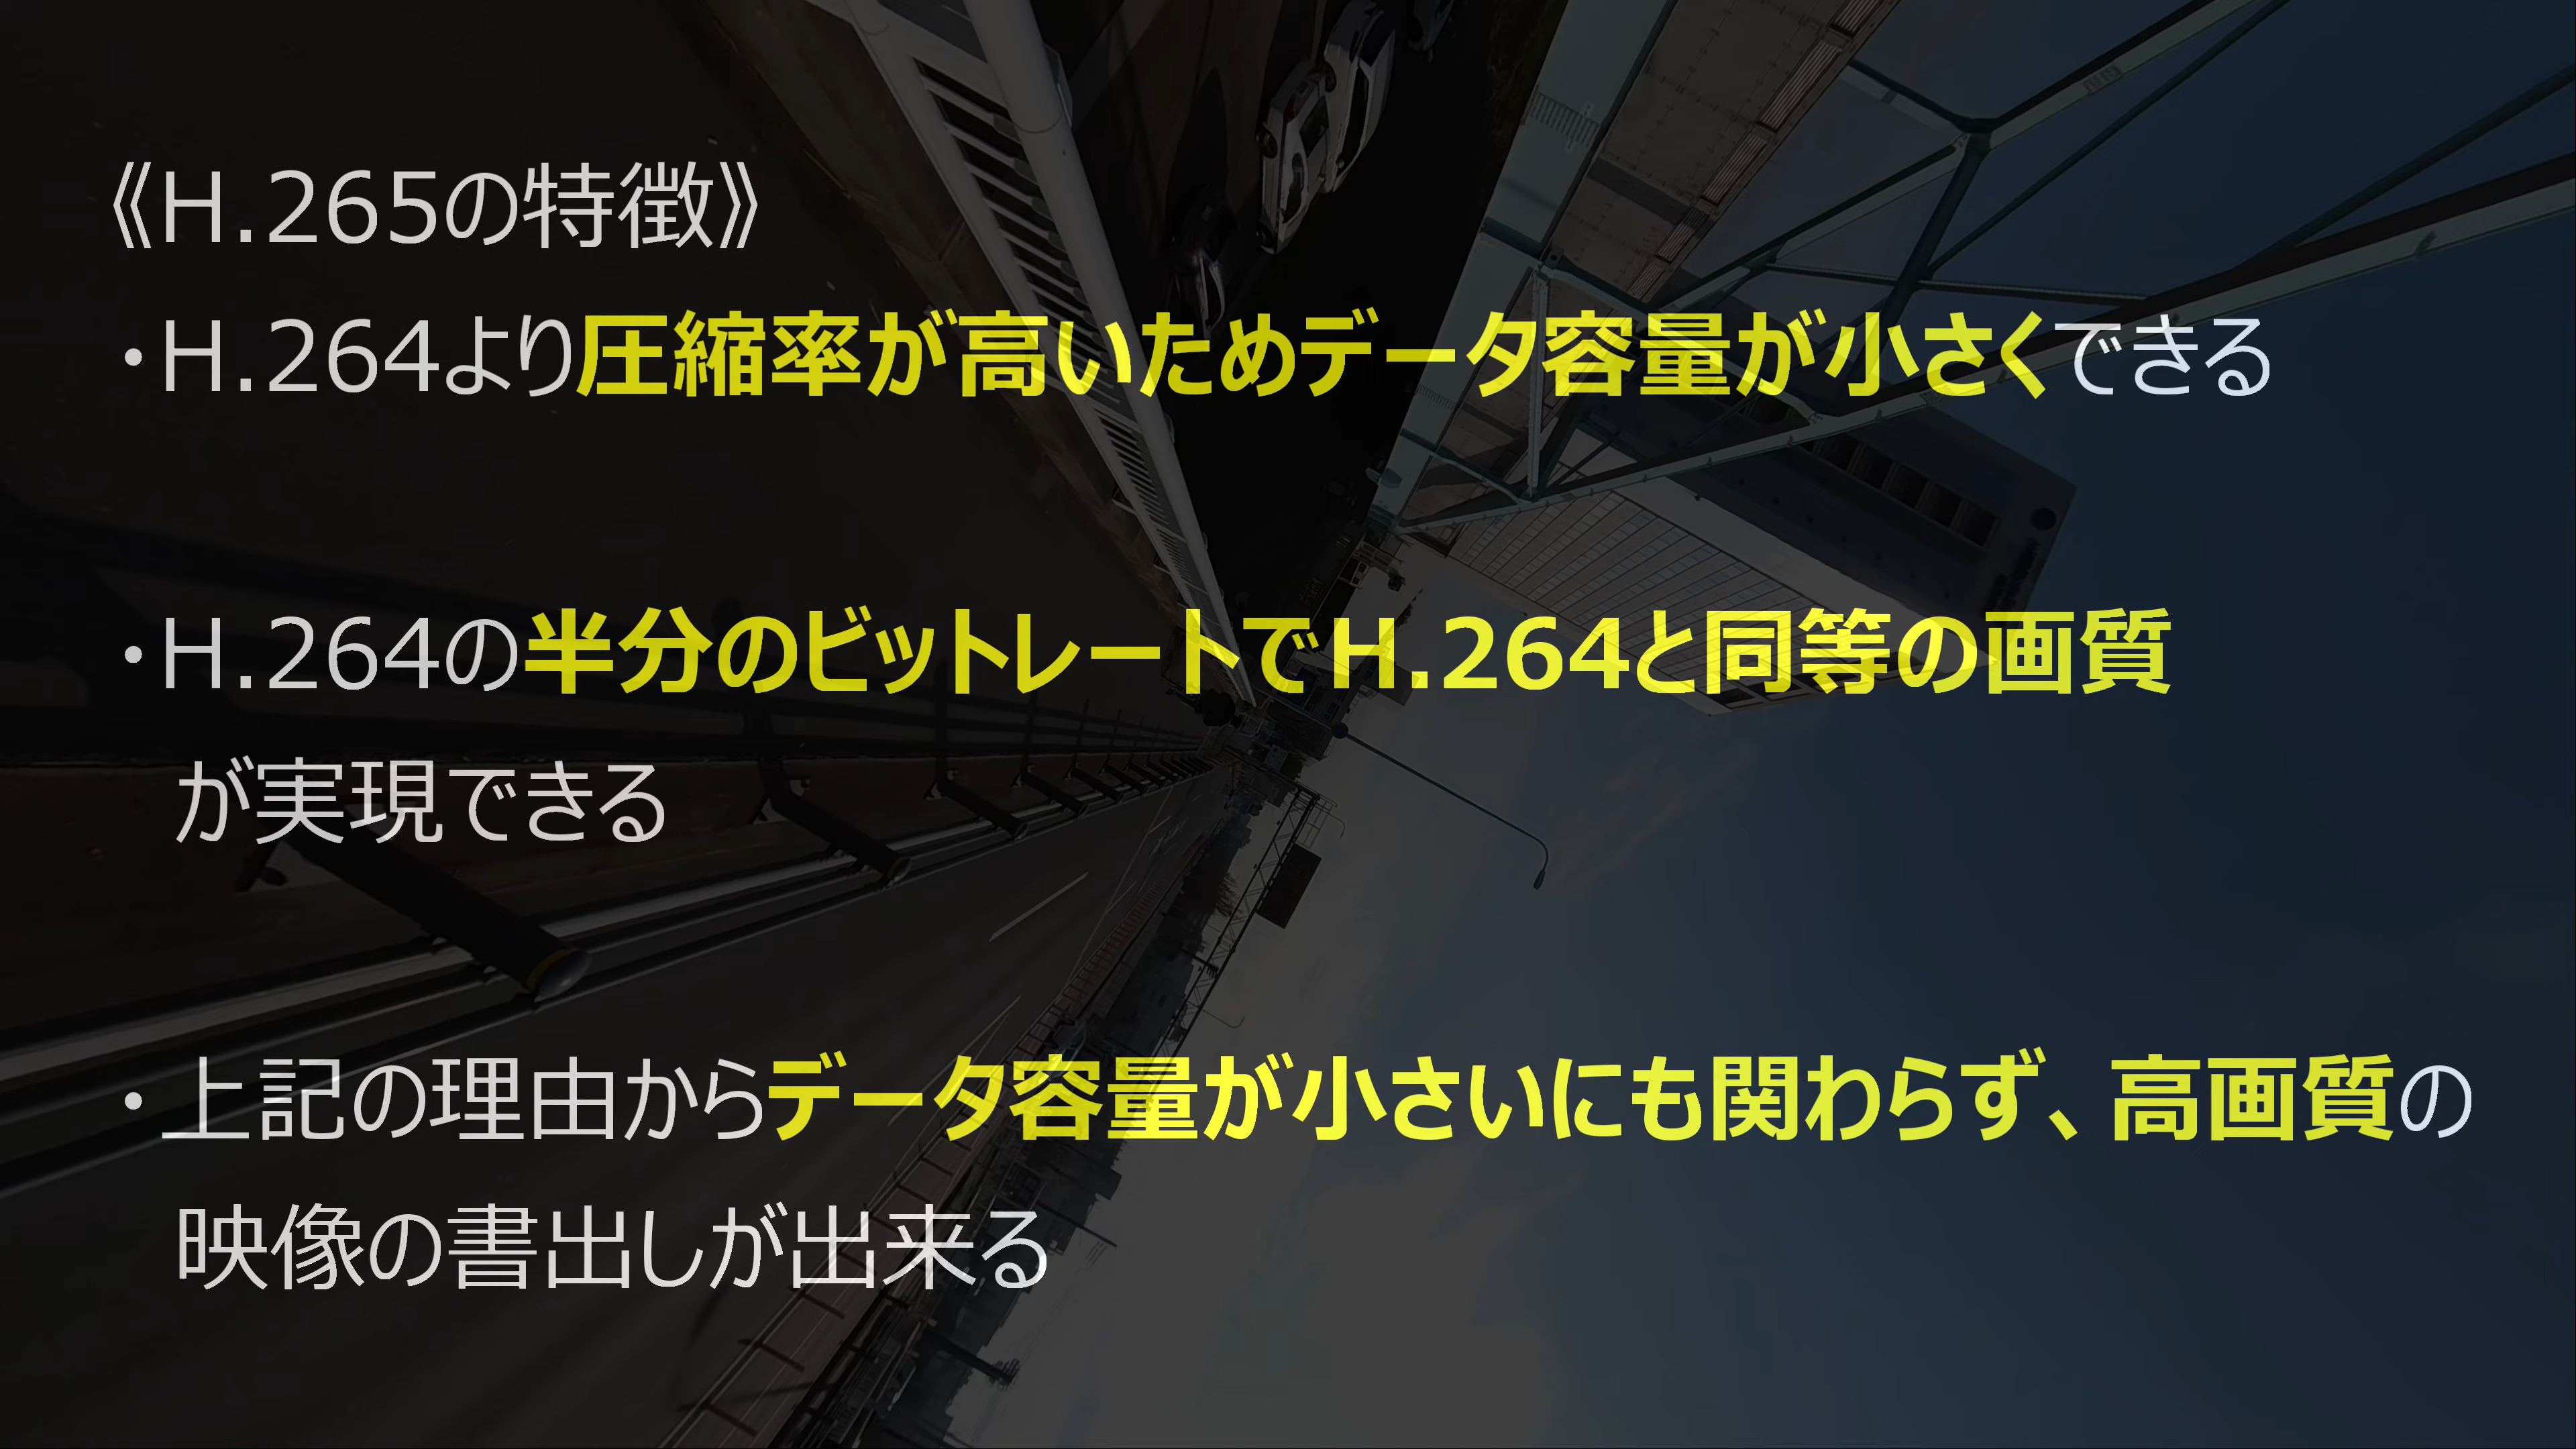 《H.265の特徴》
・H.264より圧縮率が高いためデータ容量が小さくできる
・H.264の半分のビットレートでH.264と同等の画質
が実現できる
・上記の理由からデータ容量が小さいにも関わらず、高画質の
映像の書出しが出来る